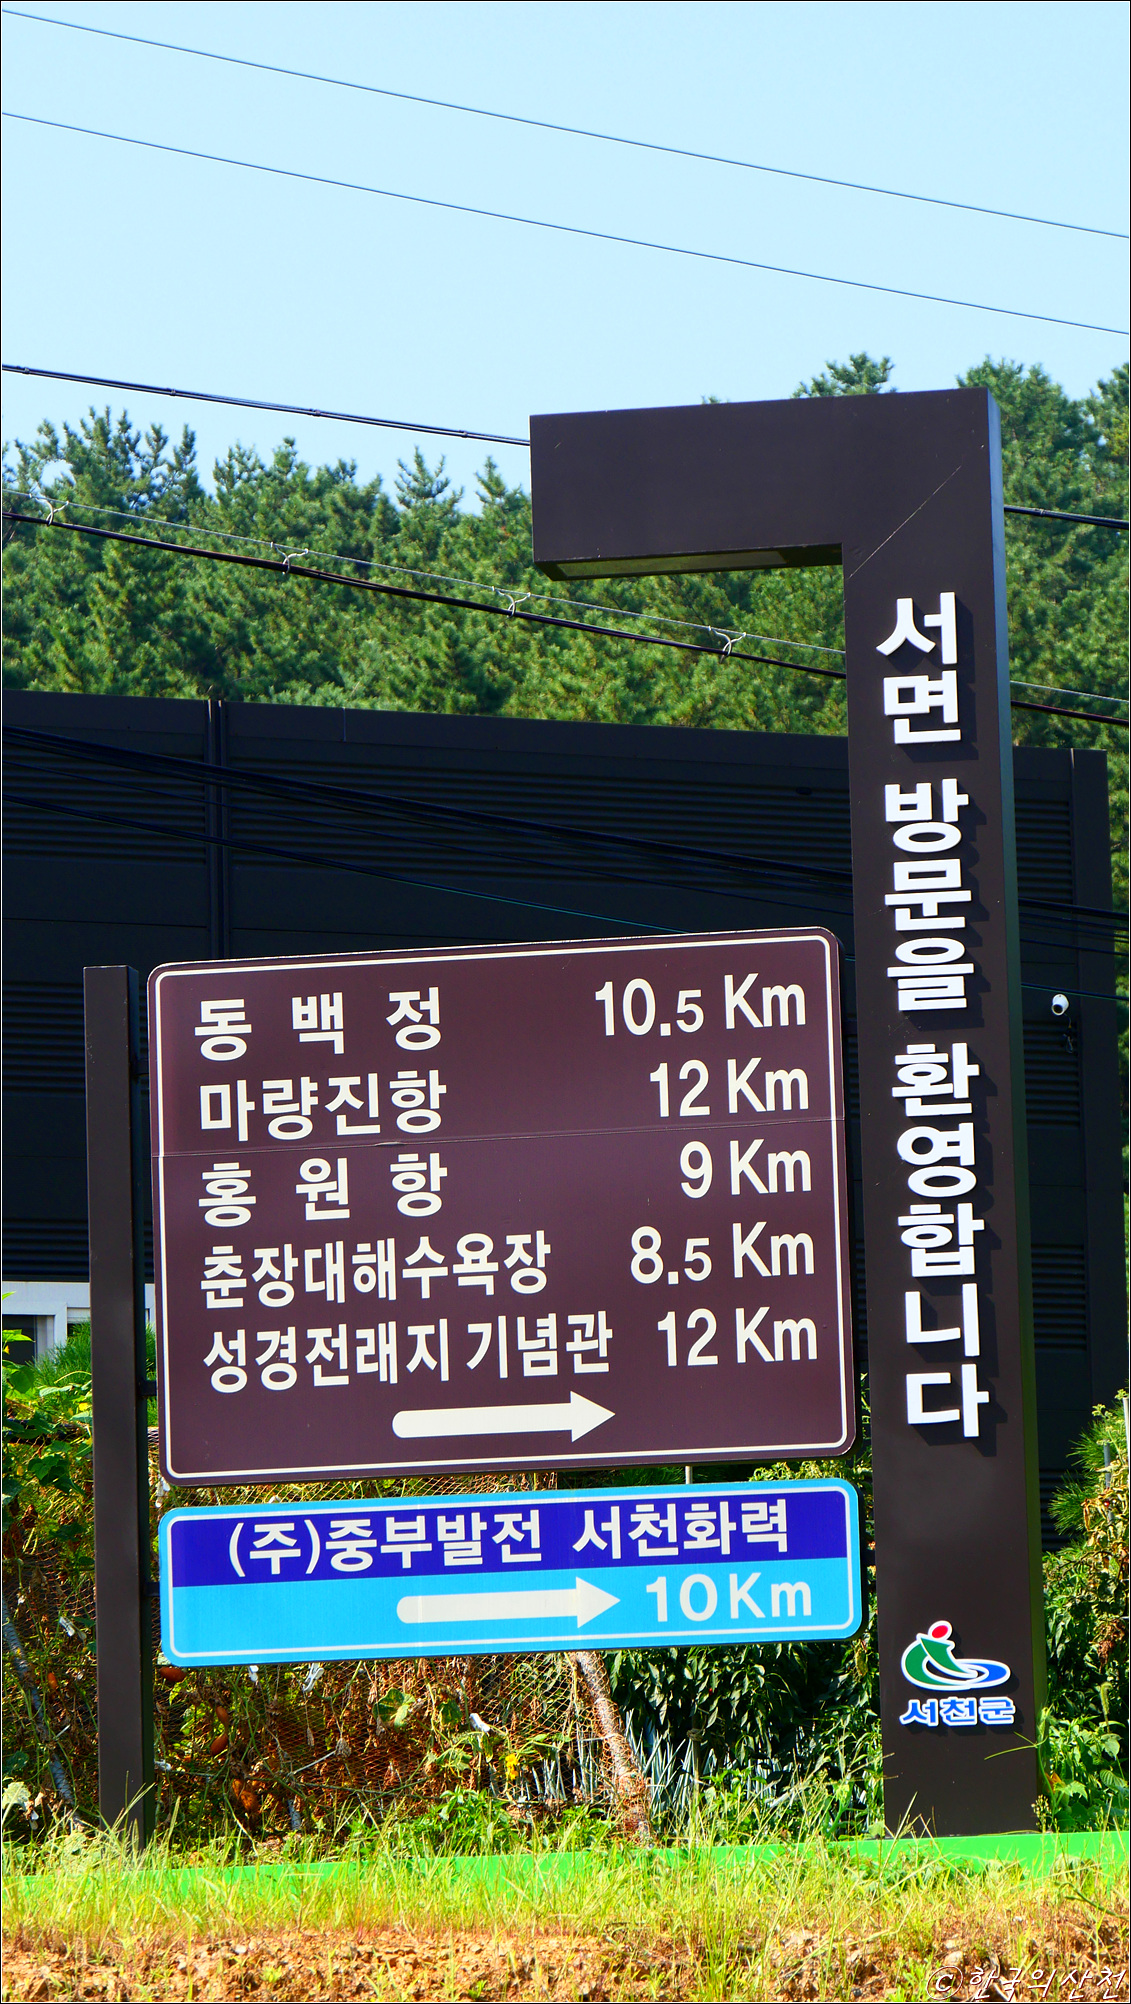 서면 방문을 환영합니다
동백정 10.5 Km
마량진항 12 Km
홍원항 9 Km
춘장대해수욕장 8.5 Km
성경전래지 기념관 12 Km
(주)중부발전 서천화력
10Km
서천군
©한국의산천